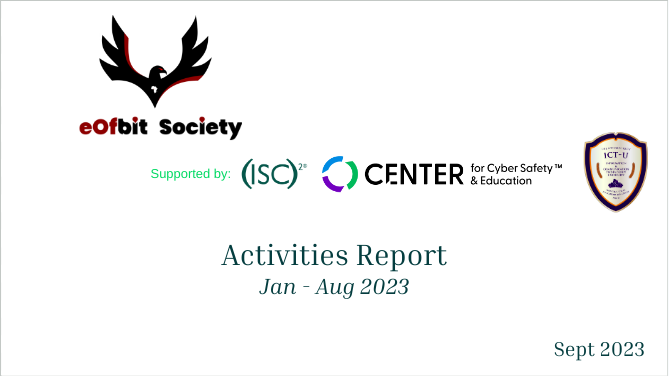 eOfbit Society
Supported by:
(ISC)²®
CENTER
for Cyber Safety™
& Education
ICT-U
Activities Report
Jan - Aug 2023
Sept 2023